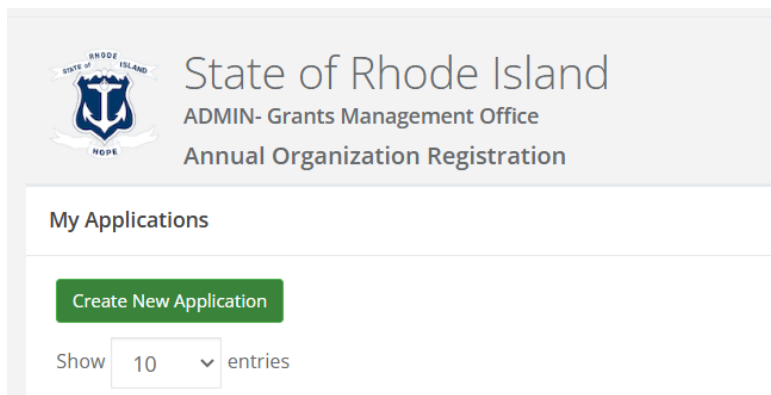 STATE of RHODE ISLAND
HOPE
State of Rhode Island
ADMIN- Grants Management Office
Annual Organization Registration
My Applications
Create New Application
Show 10 entries